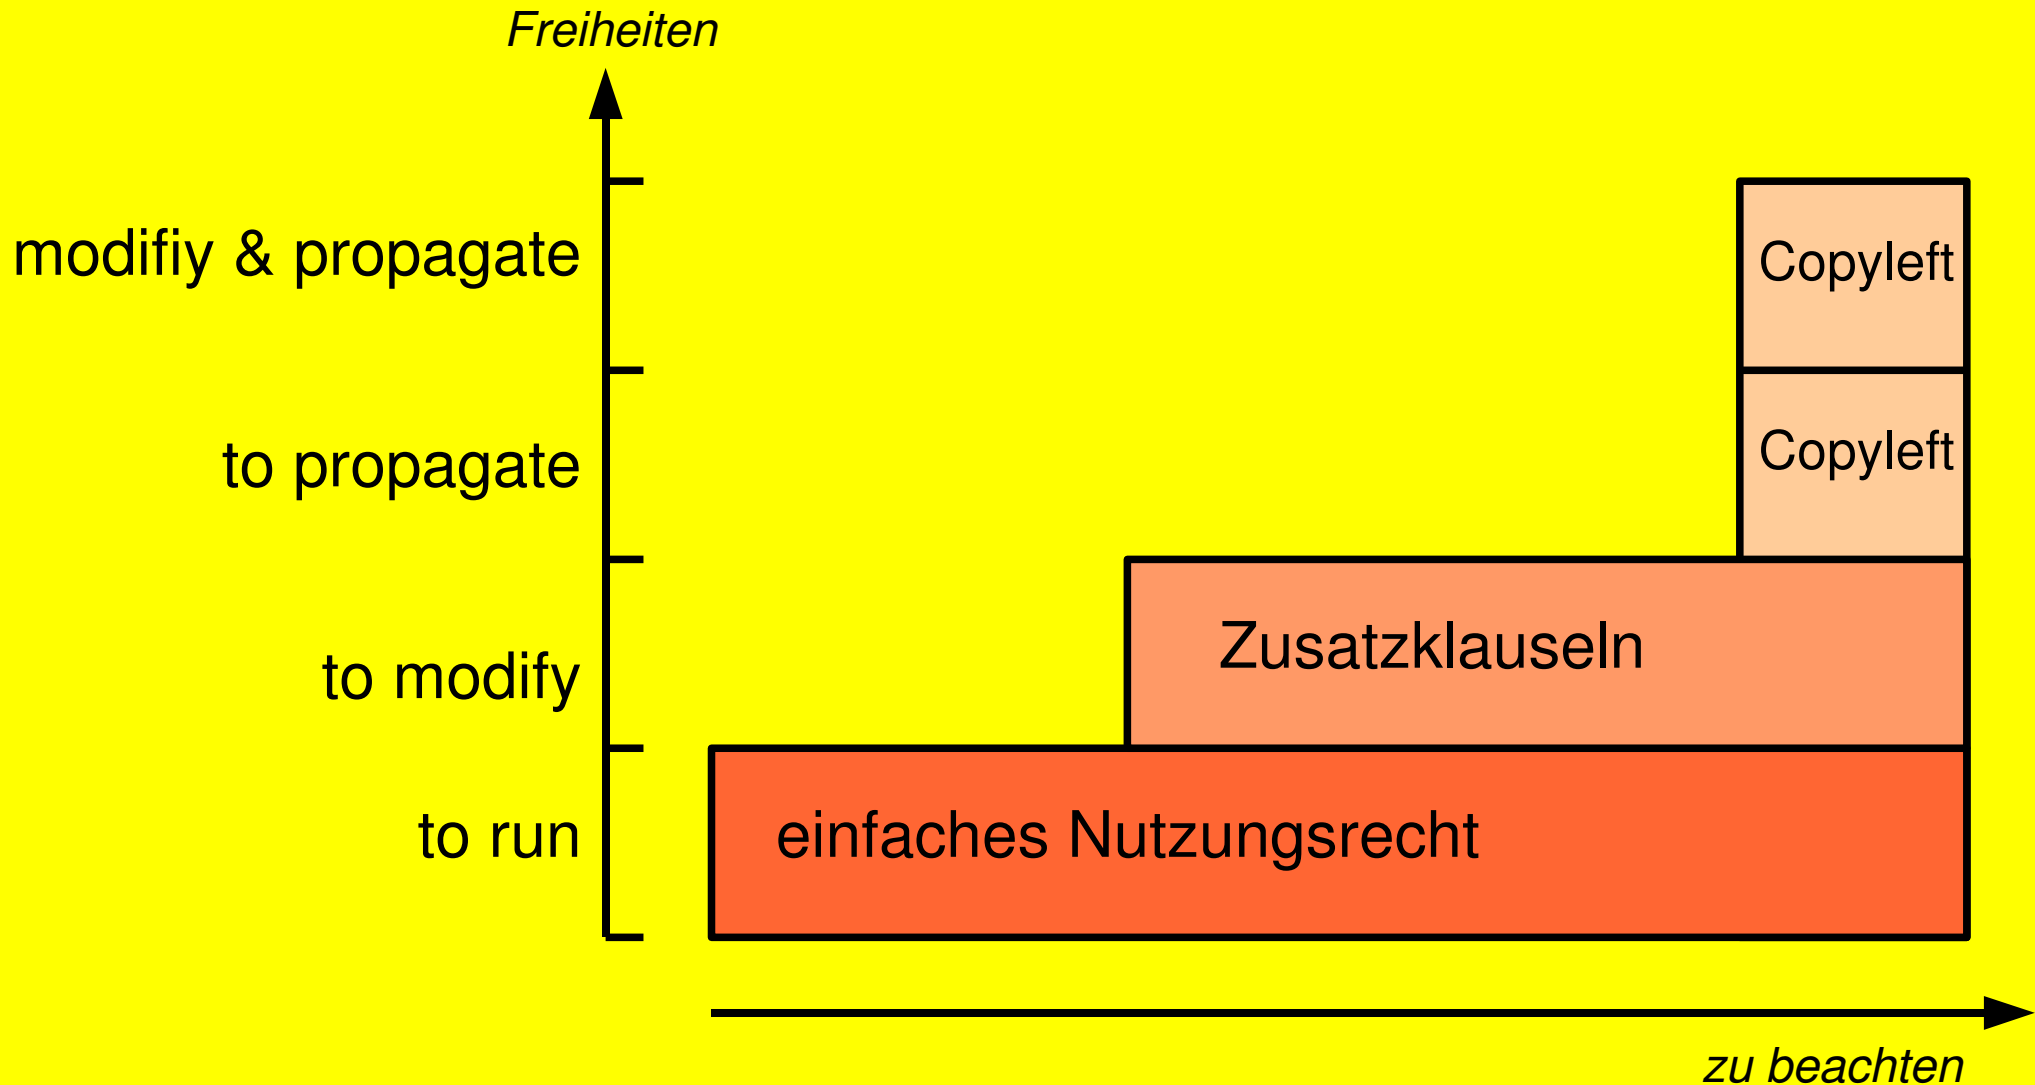 Freiheiten
modifiy & propagate
Copyleft
to propagate
Copyleft
to modify
Zusatzklauseln
to run
einfaches Nutzungsrecht
zu beachten